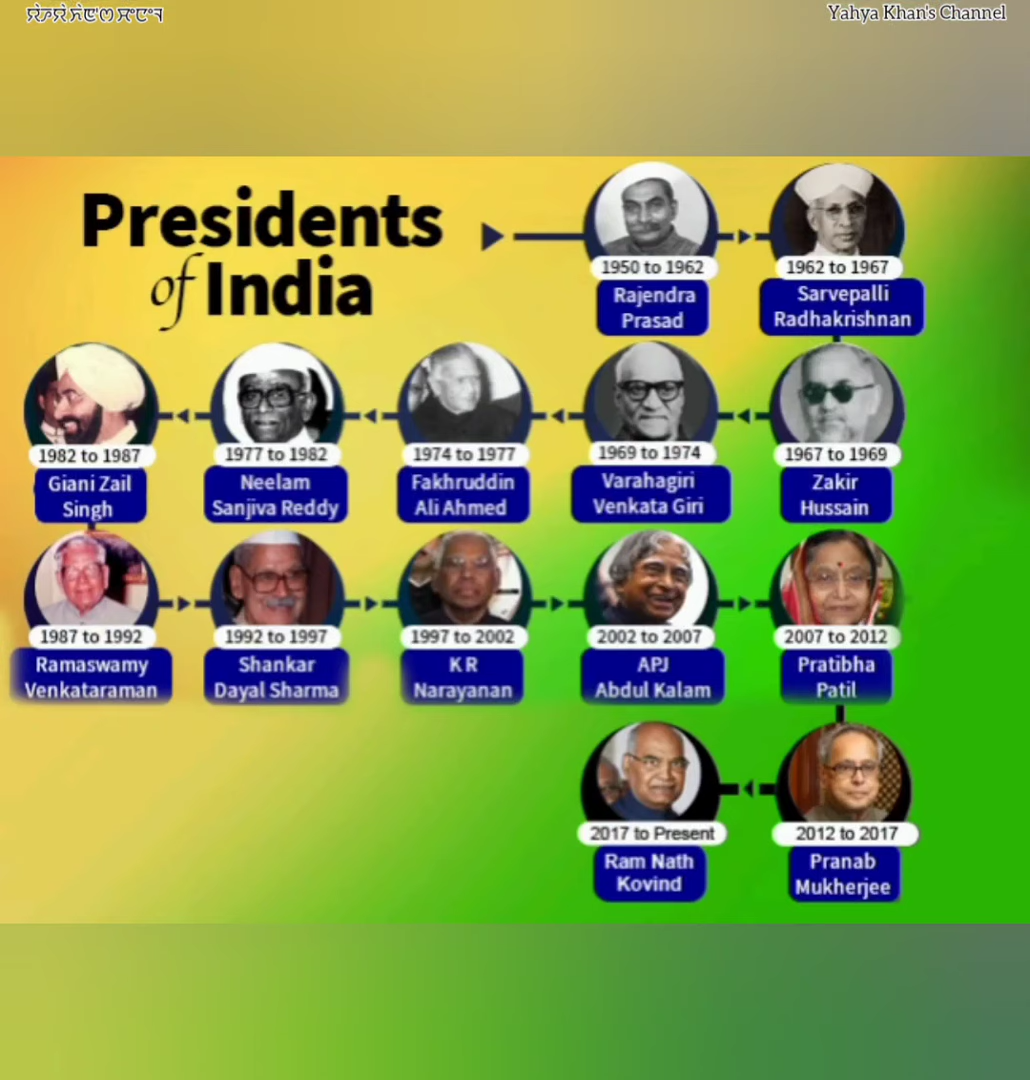 Yahya Khan's Channel
Presidents
of India
1950 to 1962
Rajendra
Prasad
1962 to 1967
Sarvepalli
Radhakrishnan
1967 to 1969
Zakir
Hussain
1969 to 1974
Varahagiri
Venkata Giri
1974 to 1977
Fakhruddin
Ali Ahmed
1977 to 1982
Neelam
Sanjiva Reddy
1982 to 1987
Giani Zail
Singh
1987 to 1992
Ramaswamy
Venkataraman
1992 to 1997
Shankar
Dayal Sharma
1997 to 2002
K R
Narayanan
2002 to 2007
APJ
Abdul Kalam
2007 to 2012
Pratibha
Patil
2012 to 2017
Pranab
Mukherjee
2017 to Present
Ram Nath
Kovind